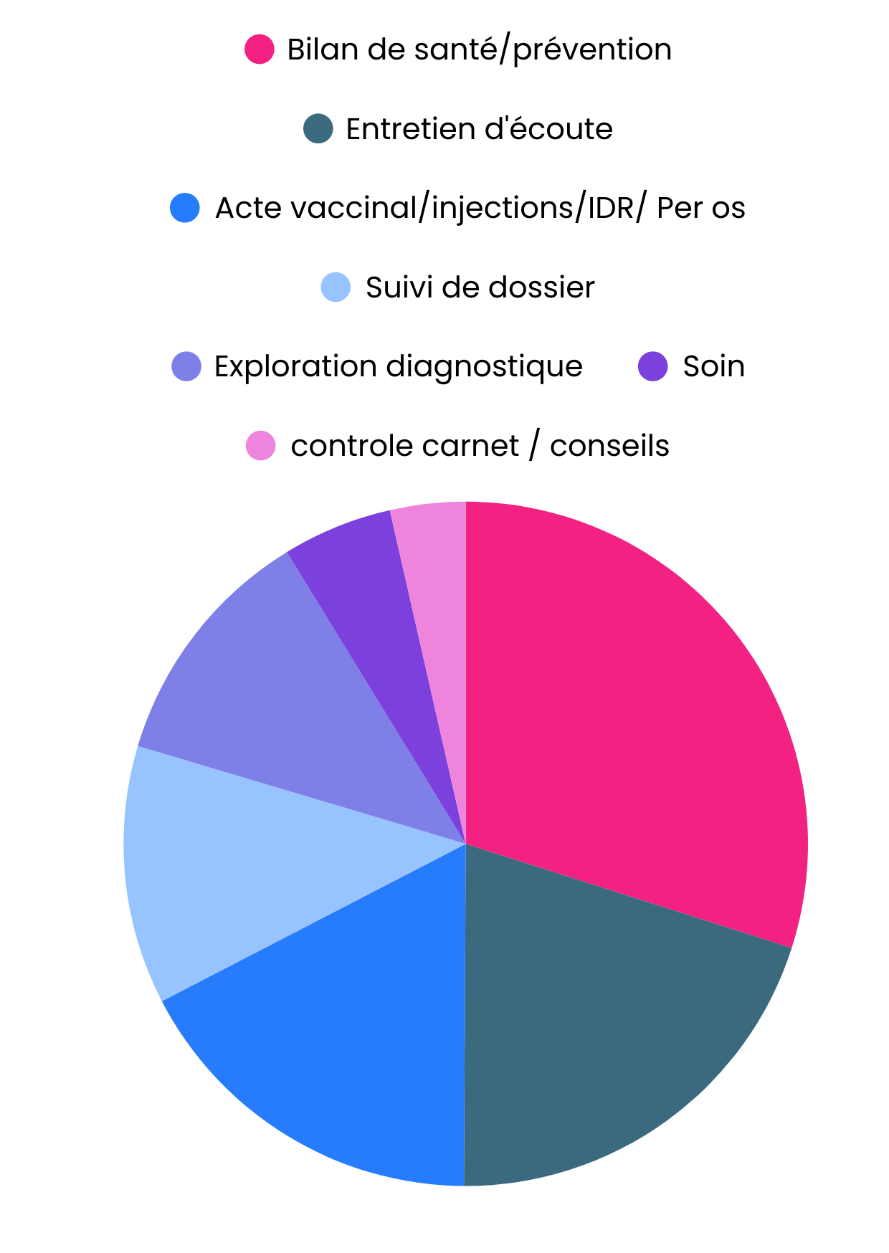 Bilan de santé/prévention
Entretien d'écoute
Acte vaccinal/injections/IDR/ Per os
Suivi de dossier
Exploration diagnostique Soin
controle carnet / conseils